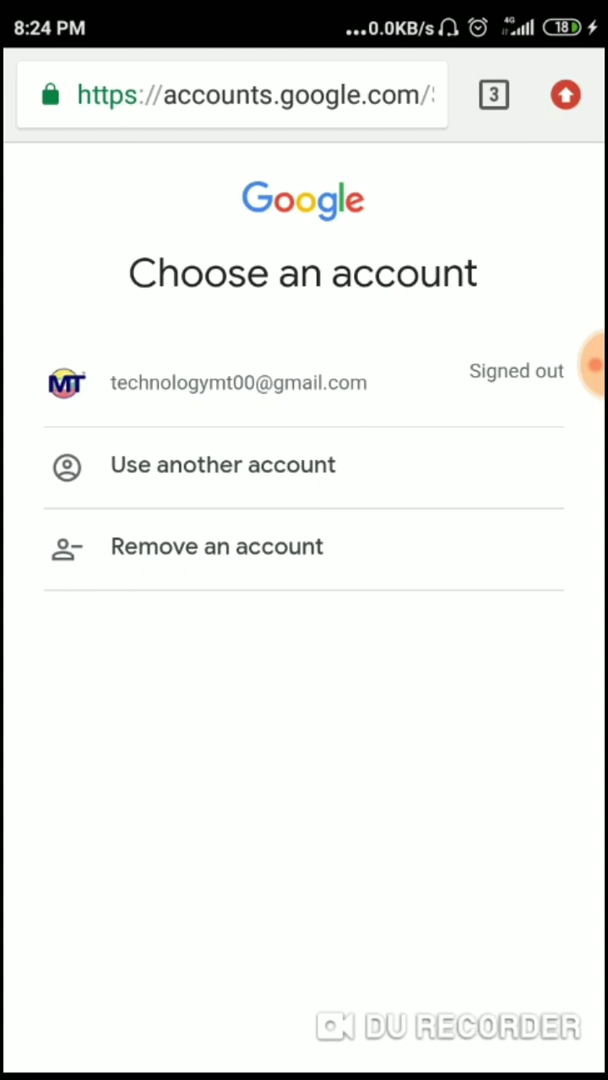 8:24 PM ...0.0KB/s 4G 18
https://accounts.google.com/ 3
Google
Choose an account
MT technologymt00@gmail.com Signed out
Use another account
Remove an account
DU RECORDER